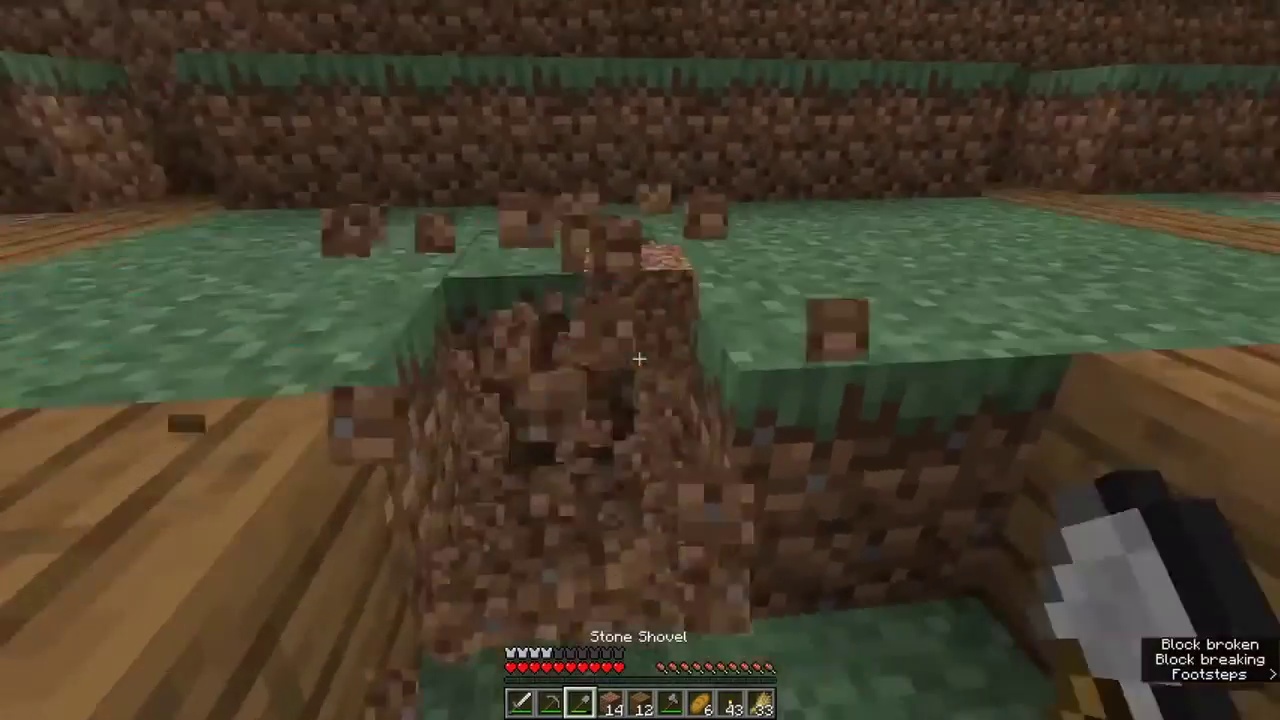 Stone Shovel
Block broken
Block breaking
Footsteps >
14 12 6 43 33